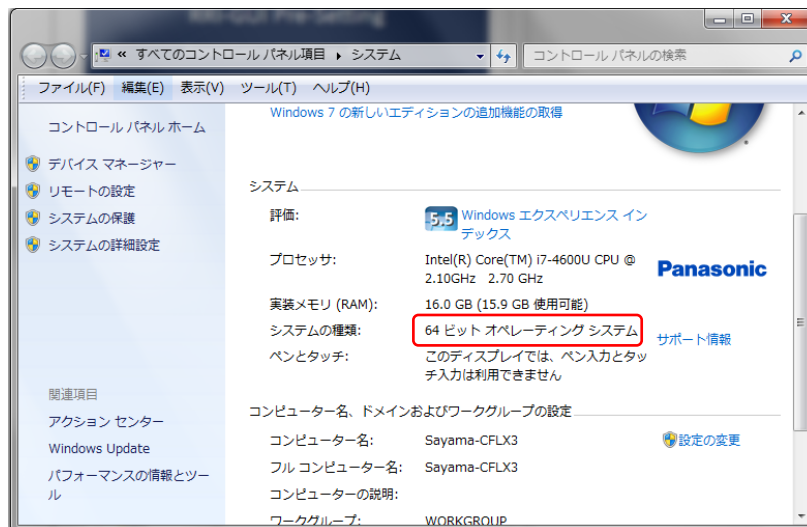 RAI-GUI Pre-Setting
« すべてのコントロール パネル項目 ▸ システム
コントロール パネルの検索
ファイル(F) 編集(E) 表示(V) ツール(T) ヘルプ(H)
コントロール パネル ホーム
デバイス マネージャー
リモートの設定
システムの保護
システムの詳細設定
関連項目
アクション センター
Windows Update
パフォーマンスの情報とツー
ル
Windows 7 の新しいエディションの追加機能の取得
システム
評価: 5.5 Windows エクスペリエンス イン
デックス
プロセッサ: Intel(R) Core(TM) i7-4600U CPU @
2.10GHz 2.70 GHz
Panasonic
実装メモリ (RAM): 16.0 GB (15.9 GB 使用可能)
システムの種類: 64 ビット オペレーティング システム
サポート情報
ペンとタッチ: このディスプレイでは、ペン入力とタッ
チ入力は利用できません
コンピューター名、ドメインおよびワークグループの設定
コンピューター名: Sayama-CFLX3
設定の変更
フル コンピューター名: Sayama-CFLX3
コンピューターの説明:
ワークグループ: WORKGROUP